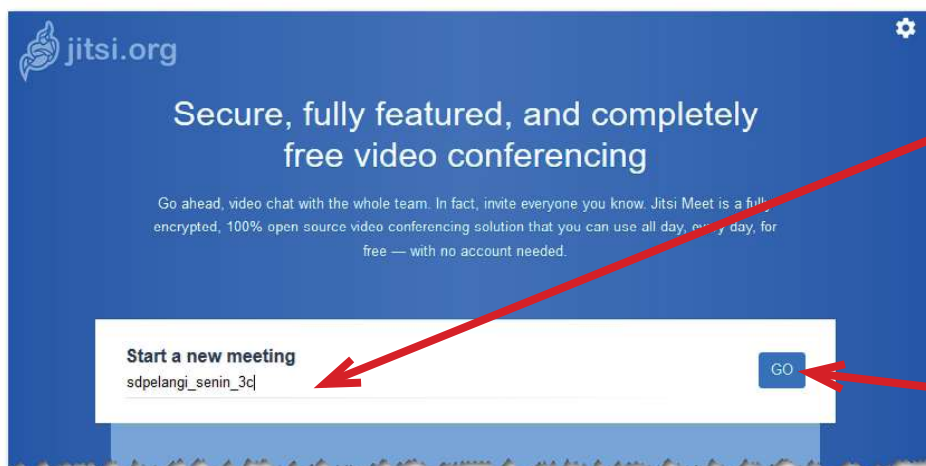 jitsi.org
Secure, fully featured, and completely
free video conferencing
Go ahead, video chat with the whole team. In fact, invite everyone you know. Jitsi Meet is a fully
encrypted, 100% open source video conferencing solution that you can use all day, every day, for
free — with no account needed.
Start a new meeting
sdpelangi_senin_3c
GO